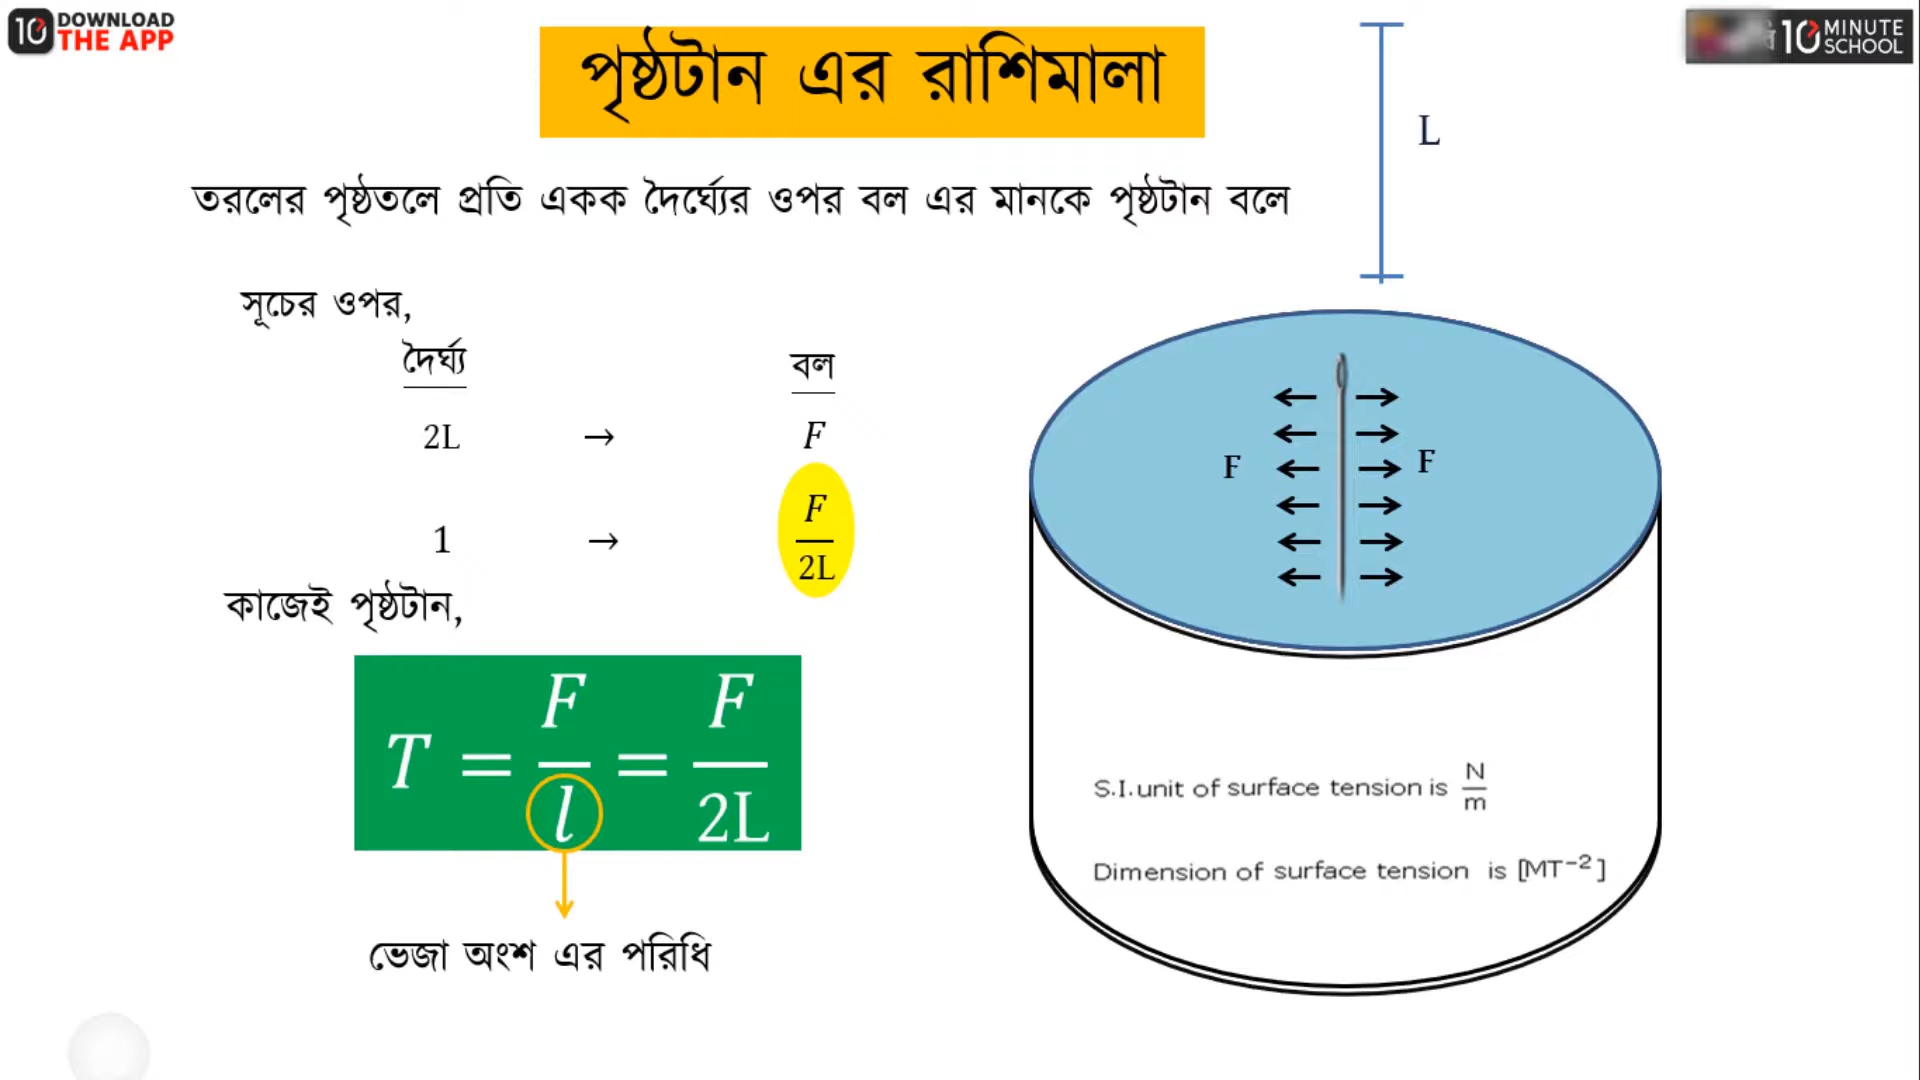 DOWNLOAD
THE APP
10 MINUTE
SCHOOL
পৃষ্ঠটান এর রাশিমালা
L
তরলের পৃষ্ঠতলে প্রতি একক দৈর্ঘ্যের ওপর বল এর মানকে পৃষ্ঠটান বলে
সূচের ওপর,
দৈর্ঘ্য বল
2L → F
1 → F/2L
F F
কাজেই পৃষ্ঠটান,
T = F/l = F/2L
ভেজা অংশ এর পরিধি
S.I.unit of surface tension is N/m
Dimension of surface tension is [MT⁻²]